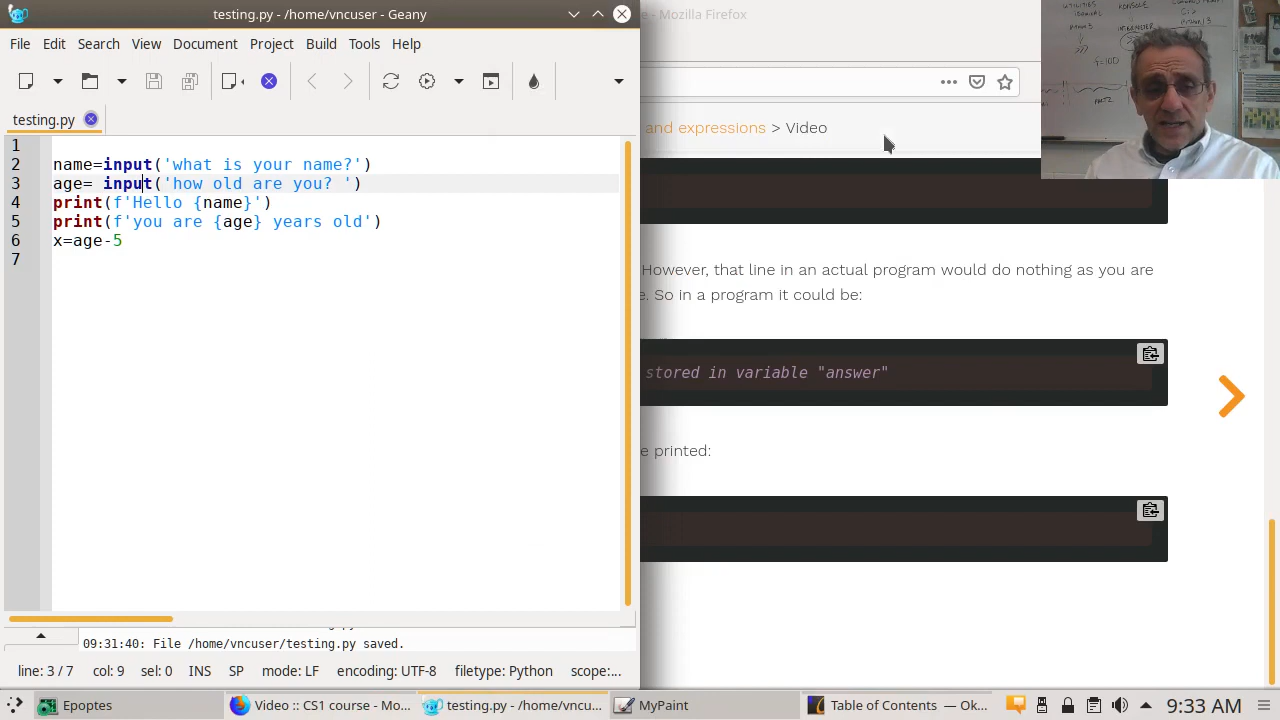 testing.py - /home/vncuser - Geany
e - Mozilla Firefox
File Edit Search View Document Project Build Tools Help
testing.py
and expressions > Video
1
2 name=input('what is your name?')
3 age= input('how old are you? ')
4 print(f'Hello {name}')
5 print(f'you are {age} years old')
6 x=age-5
7
However, that line in an actual program would do nothing as you are
e. So in a program it could be:
stored in variable "answer"
e printed:
09:31:40: File /home/vncuser/testing.py saved.
line: 3 / 7 col: 9 sel: 0 INS SP mode: LF encoding: UTF-8 filetype: Python scope:...
Epoptes
Video :: CS1 course - Mo...
testing.py - /home/vncu...
MyPaint
Table of Contents — Ok...
9:33 AM